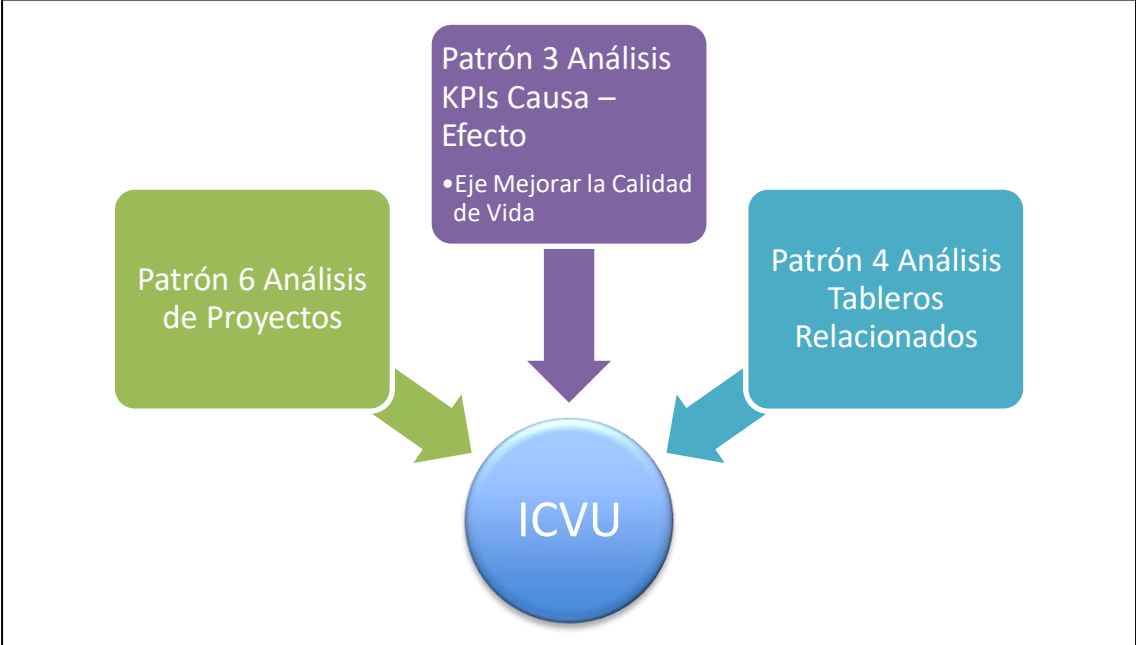 Patrón 3 Análisis
KPIs Causa –
Efecto
•Eje Mejorar la Calidad
de Vida
Patrón 6 Análisis
de Proyectos
Patrón 4 Análisis
Tableros
Relacionados
ICVU